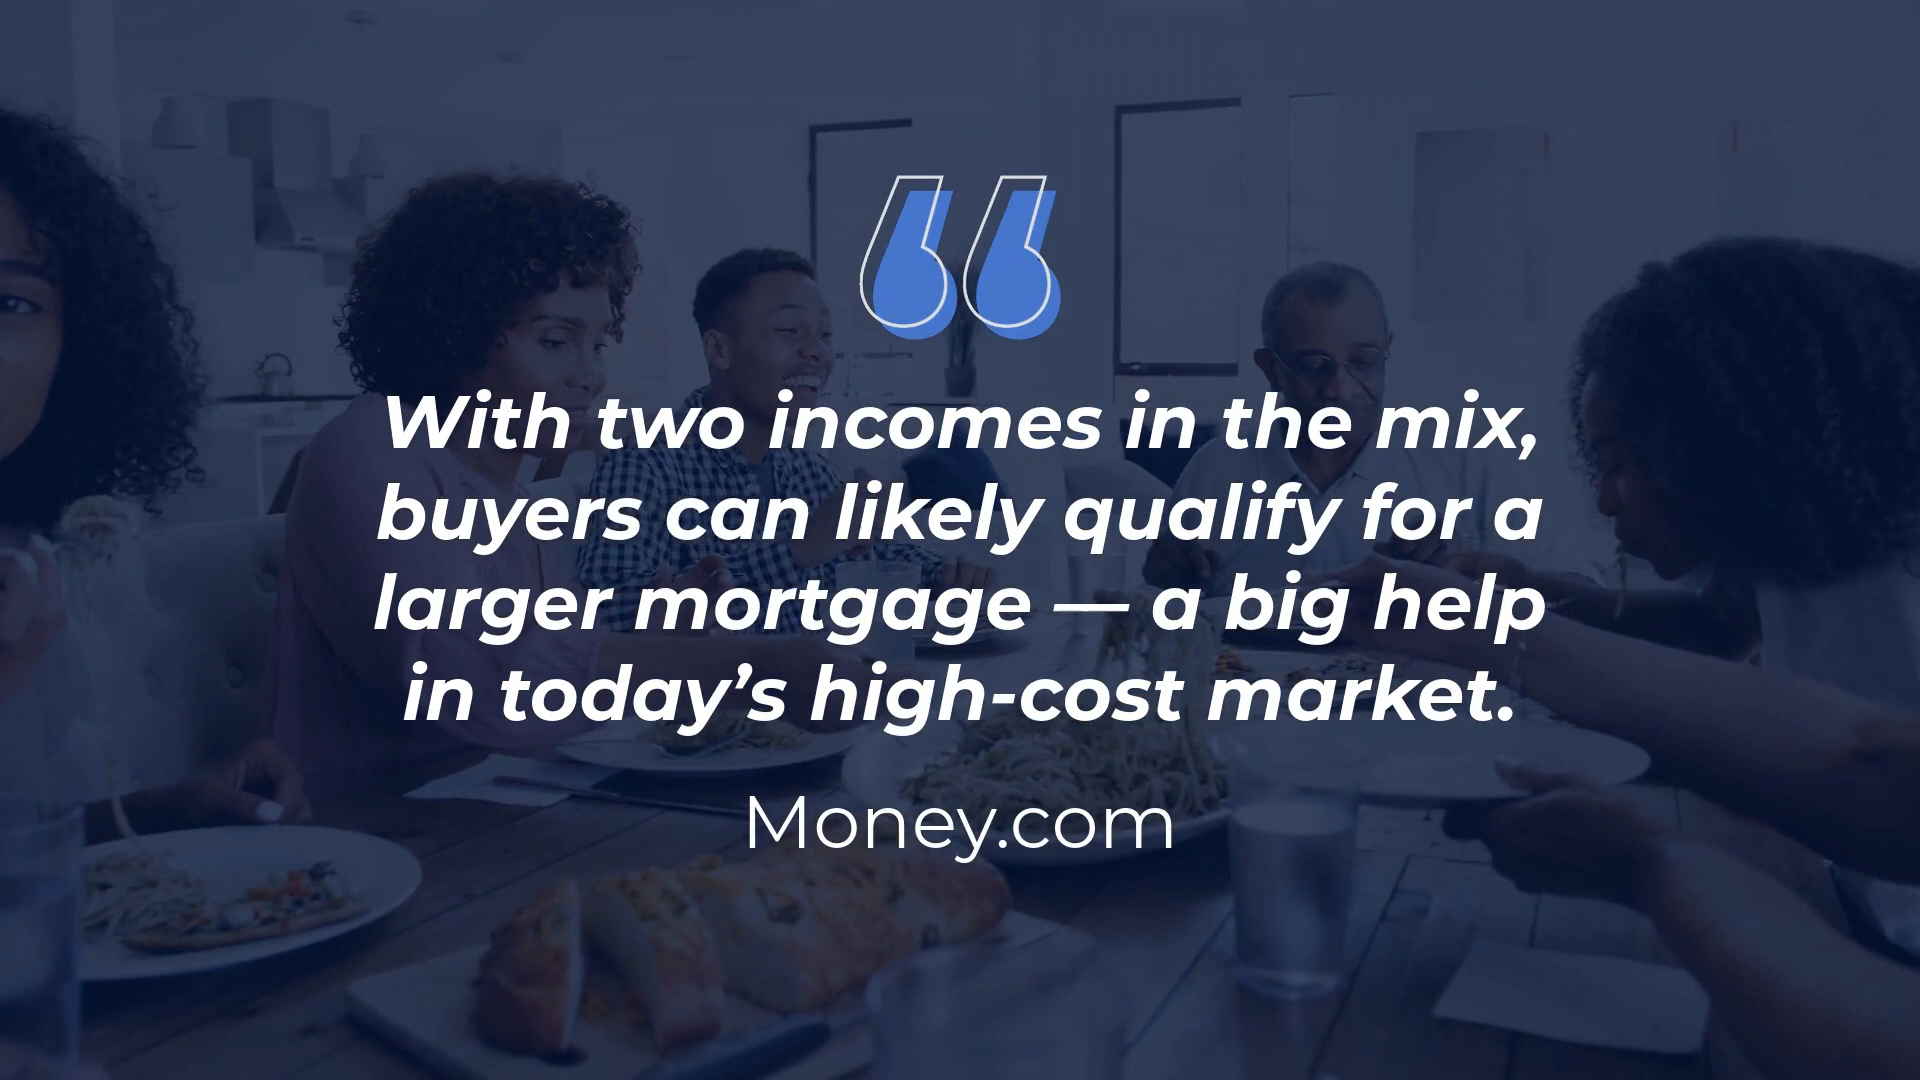 “
With two incomes in the mix,
buyers can likely qualify for a
larger mortgage — a big help
in today’s high-cost market.
Money.com